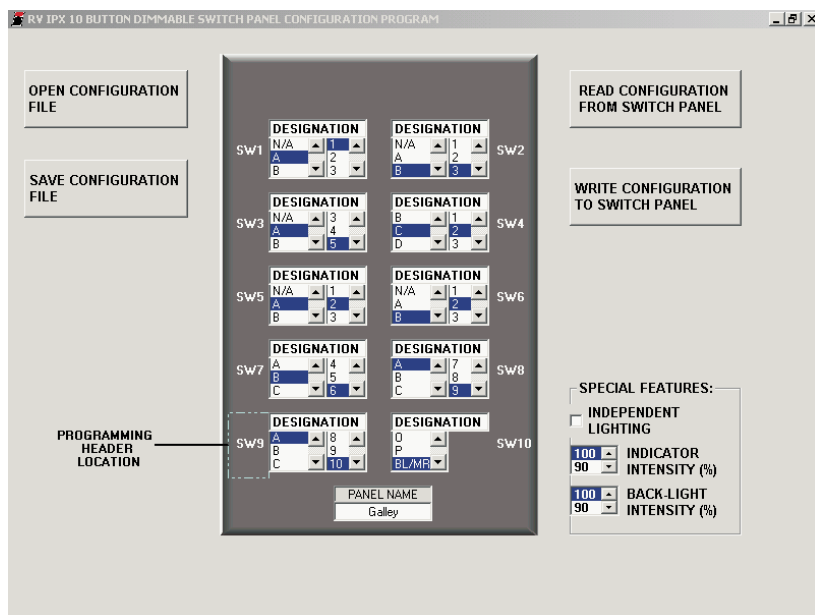 RV IPX 10 BUTTON DIMMABLE SWITCH PANEL CONFIGURATION PROGRAM
OPEN CONFIGURATION
FILE
SAVE CONFIGURATION
FILE
READ CONFIGURATION
FROM SWITCH PANEL
WRITE CONFIGURATION
TO SWITCH PANEL
SW1
DESIGNATION
N/A 1
A 2
B 3
DESIGNATION
N/A 1
A 2
B 3
SW2
SW3
DESIGNATION
N/A 3
A 4
B 5
DESIGNATION
B 1
C 2
D 3
SW4
SW5
DESIGNATION
N/A 1
A 2
B 3
DESIGNATION
N/A 1
A 2
B 3
SW6
SW7
DESIGNATION
A 4
B 5
C 6
DESIGNATION
A 7
B 8
C 9
SW8
SW9
DESIGNATION
A 8
B 9
C 10
DESIGNATION
O
P
BL/MR
SW10
PROGRAMMING
HEADER
LOCATION
PANEL NAME
Galley
SPECIAL FEATURES:
INDEPENDENT
LIGHTING
100
90
INDICATOR
INTENSITY (%)
100
90
BACK-LIGHT
INTENSITY (%)